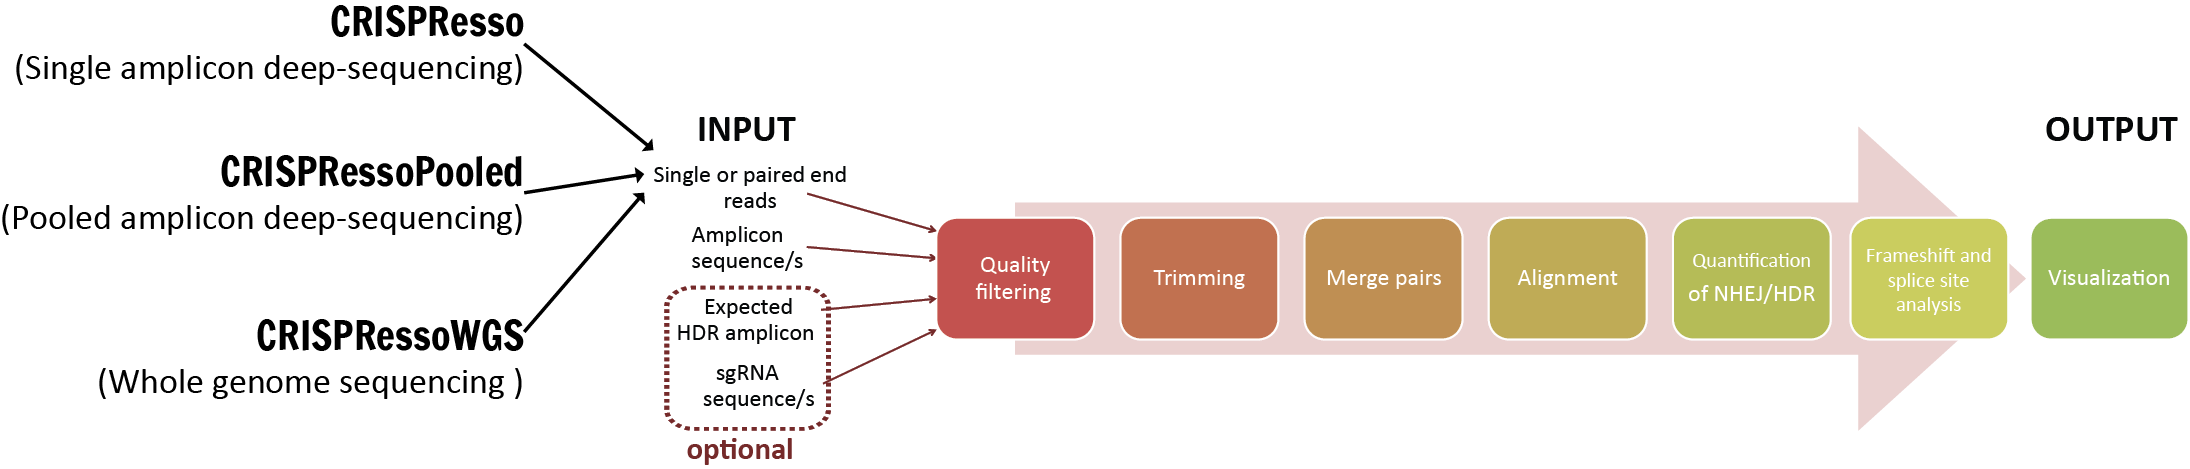 CRISPResso
(Single amplicon deep-sequencing)
CRISPRessoPooled
(Pooled amplicon deep-sequencing)
CRISPRessoWGS
(Whole genome sequencing )
INPUT
Single or paired end
reads
Amplicon
sequence/s
Expected
HDR amplicon
sgRNA
sequence/s
optional
Quality
filtering
Trimming
Merge pairs
Alignment
Quantification
of NHEJ/HDR
Frameshift and
splice site
analysis
OUTPUT
Visualization